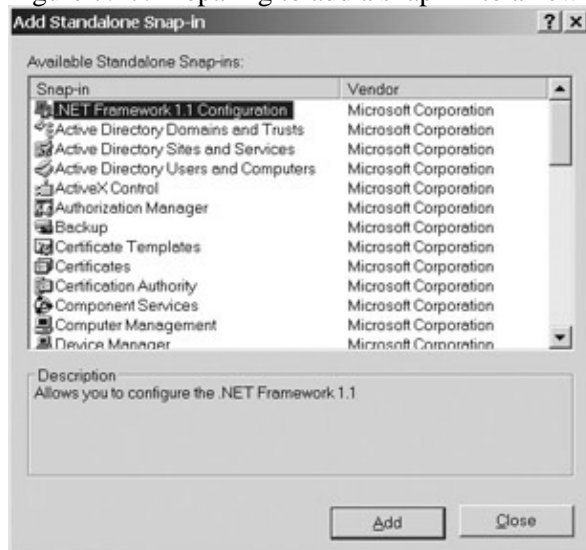 Add Standalone Snap-in
Available Standalone Snap-ins:
Snap-in Vendor
.NET Framework 1.1 Configuration Microsoft Corporation
Active Directory Domains and Trusts Microsoft Corporation
Active Directory Sites and Services Microsoft Corporation
Active Directory Users and Computers Microsoft Corporation
ActiveX Control Microsoft Corporation
Authorization Manager Microsoft Corporation
Backup Microsoft Corporation
Certificate Templates Microsoft Corporation
Certificates Microsoft Corporation
Certification Authority Microsoft Corporation
Component Services Microsoft Corporation
Computer Management Microsoft Corporation
Device Manager Microsoft Corporation
Description
Allows you to configure the .NET Framework 1.1
Add Close